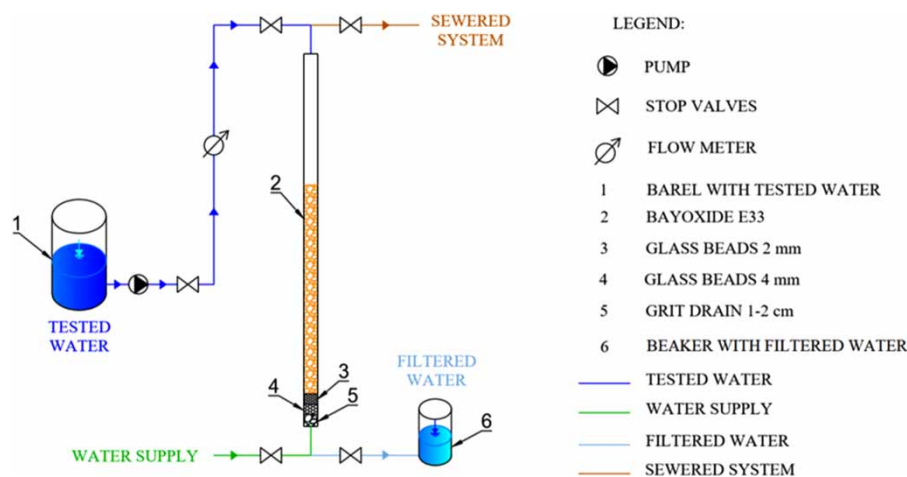 SEWERED
SYSTEM
1
TESTED
WATER
2
3
4
5
FILTERED
WATER
6
WATER SUPPLY
LEGEND:
PUMP
STOP VALVES
FLOW METER
1 BAREL WITH TESTED WATER
2 BAYOXIDE E33
3 GLASS BEADS 2 mm
4 GLASS BEADS 4 mm
5 GRIT DRAIN 1-2 cm
6 BEAKER WITH FILTERED WATER
TESTED WATER
WATER SUPPLY
FILTERED WATER
SEWERED SYSTEM